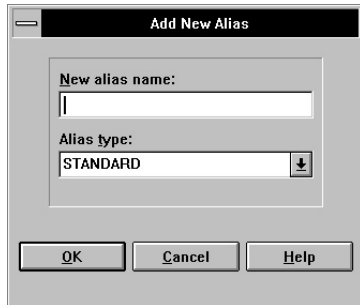 Add New Alias
New alias name:
Alias type:
STANDARD
OK Cancel Help